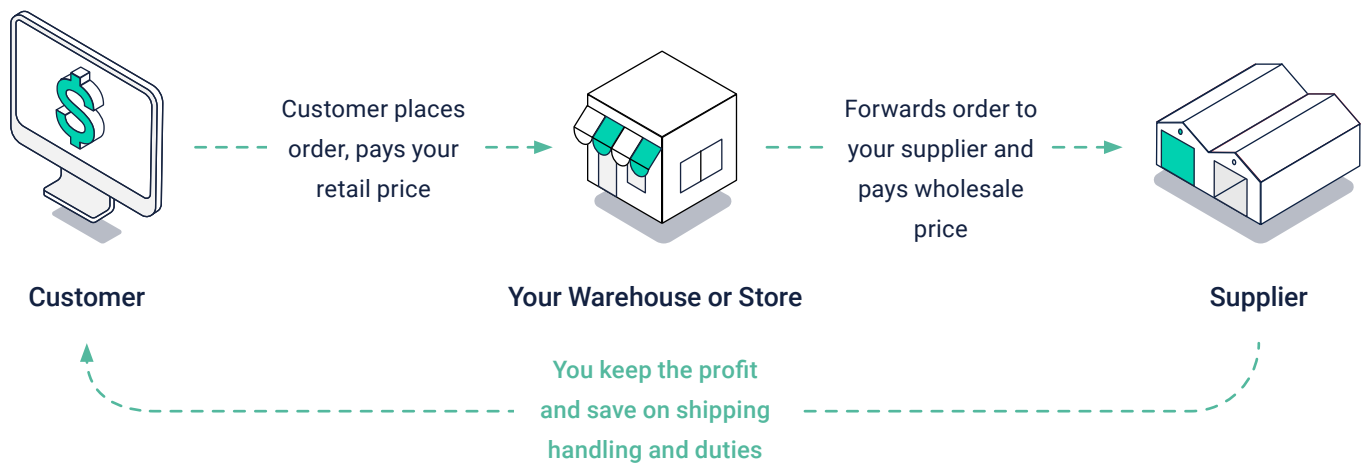 Customer places
order, pays your
retail price
Forwards order to
your supplier and
pays wholesale
price
Customer
Your Warehouse or Store
Supplier
You keep the profit
and save on shipping
handling and duties